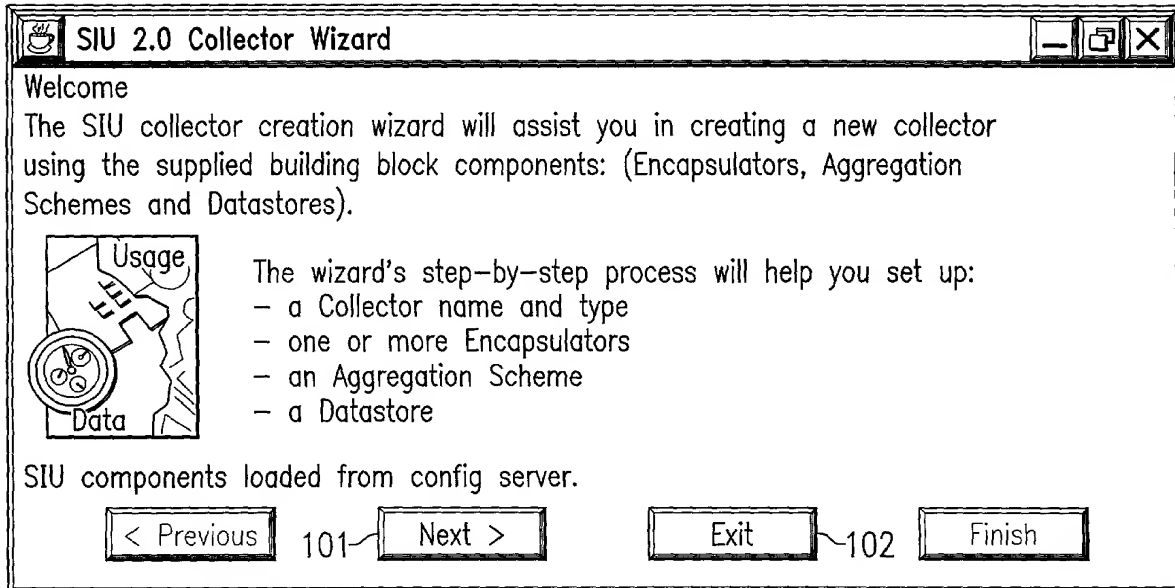 SIU 2.0 Collector Wizard
Welcome
The SIU collector creation wizard will assist you in creating a new collector
using the supplied building block components: (Encapsulators, Aggregation
Schemes and Datastores).
Usage
Data
The wizard's step–by–step process will help you set up:
– a Collector name and type
– one or more Encapsulators
– an Aggregation Scheme
– a Datastore
SIU components loaded from config server.
< Previous 101 Next > Exit 102 Finish